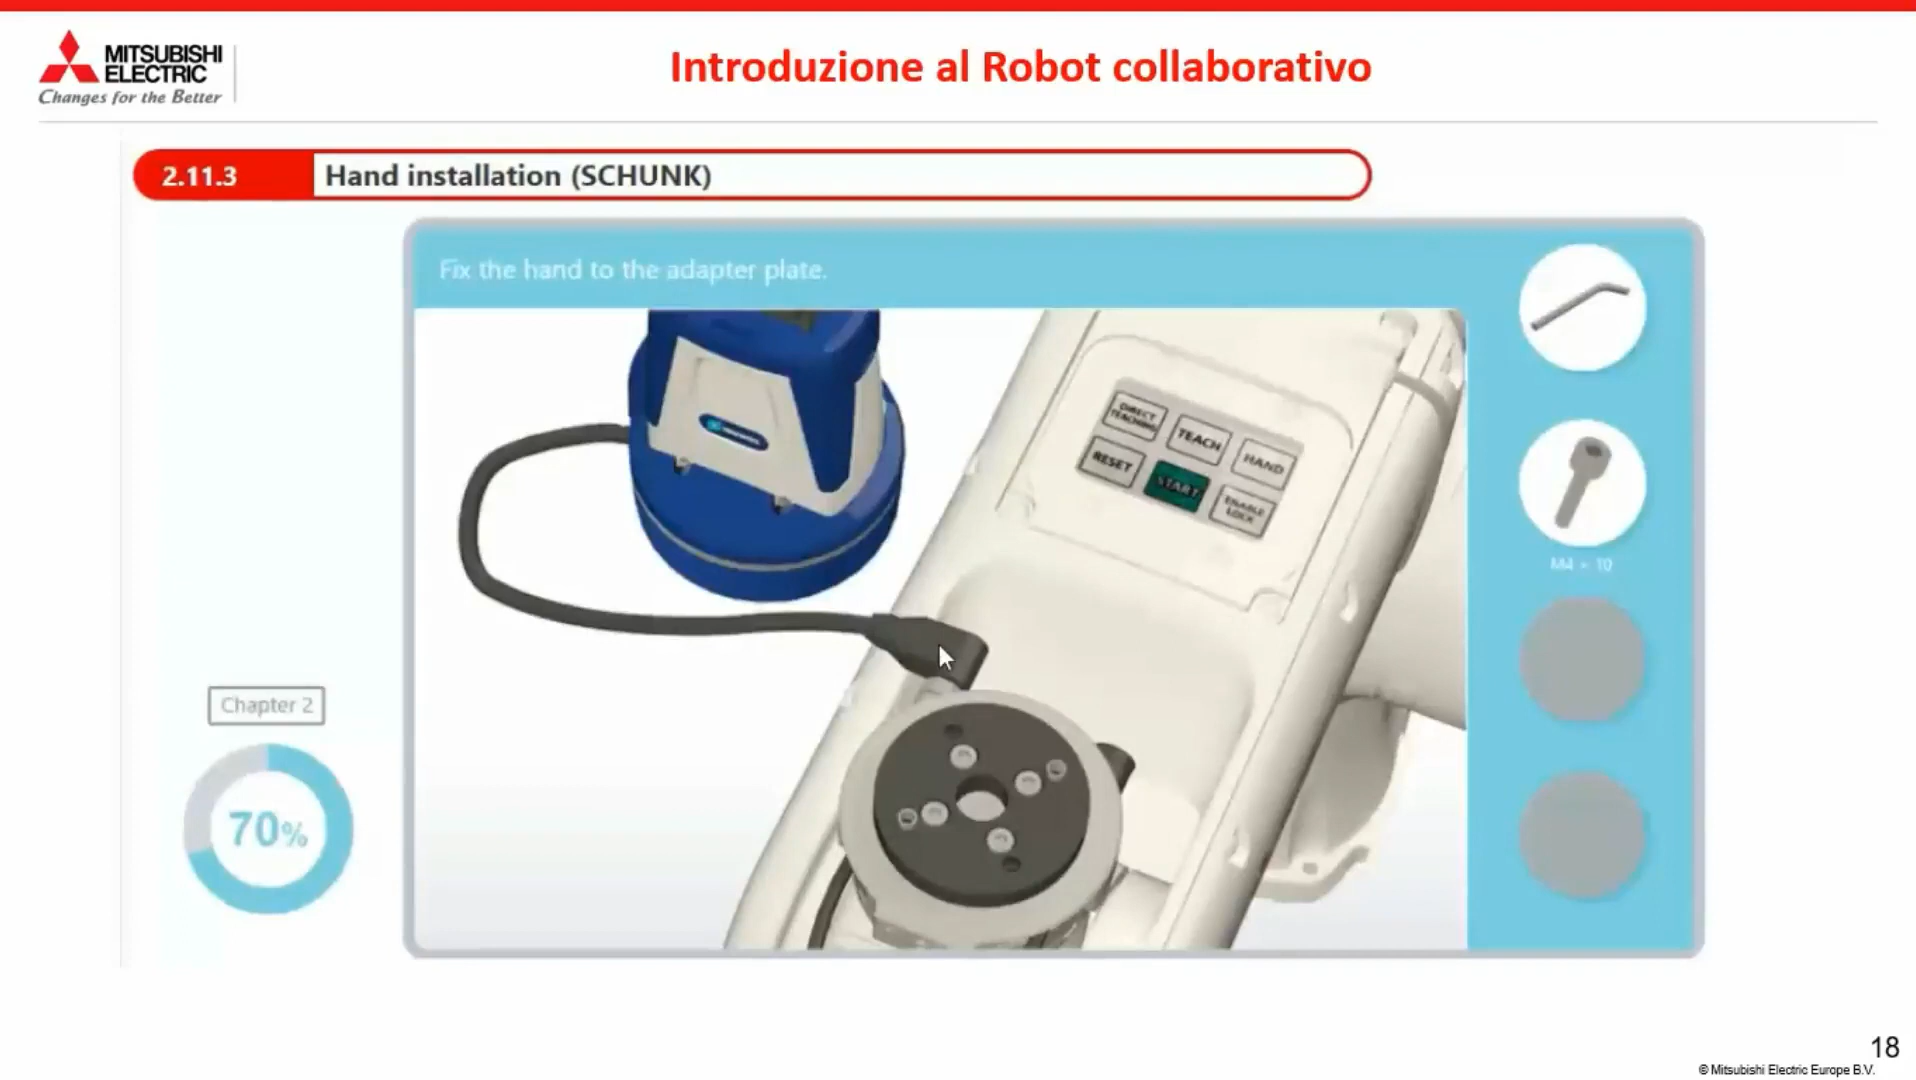 MITSUBISHI
ELECTRIC
Changes for the Better
Introduzione al Robot collaborativo
2.11.3
Hand installation (SCHUNK)
Fix the hand to the adapter plate.
DIRECT
TEACHING
TEACH
HAND
RESET
START
ENABLE
LOCK
M4 × 10
Chapter 2
70%
18
© Mitsubishi Electric Europe B.V.